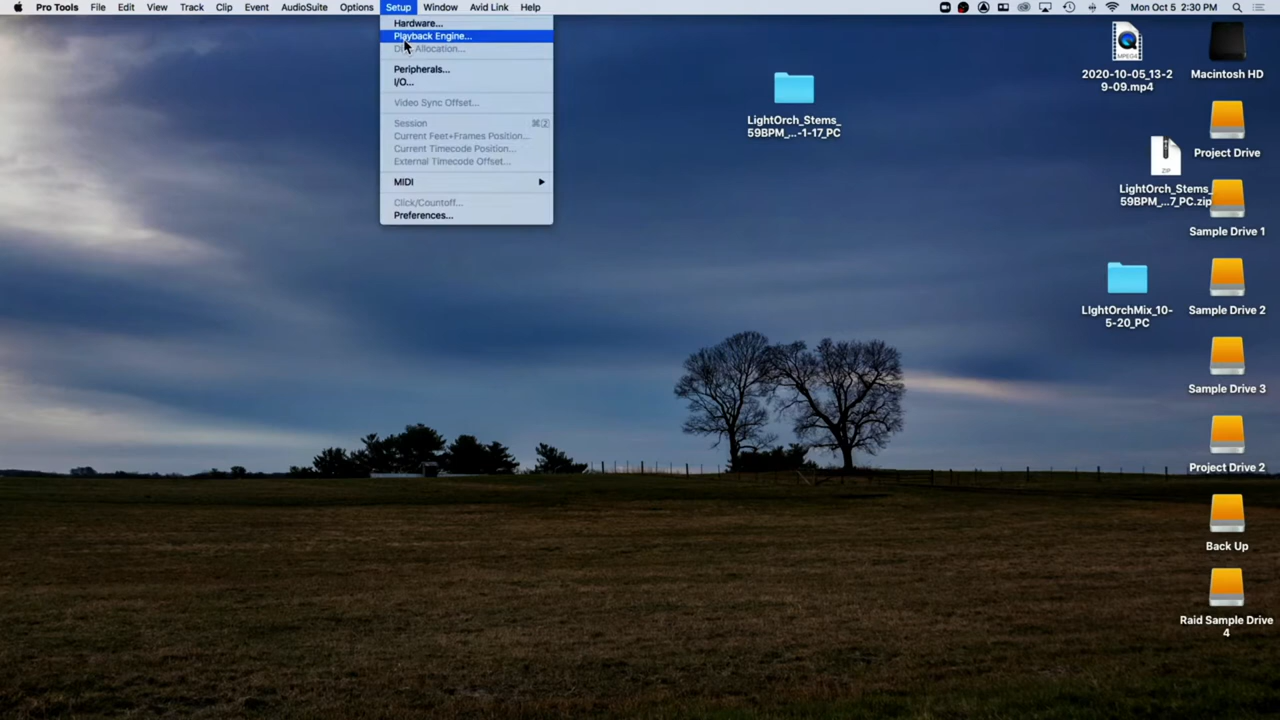 Pro Tools File Edit View Track Clip Event AudioSuite Options Setup Window Avid Link Help Mon Oct 5 2:30 PM
Hardware...
Playback Engine...
Allocation...
Peripherals...
I/O...
Video Sync Offset...
Session ⌘2
Current Feet+Frames Position...
Current Timecode Position...
External Timecode Offset...
MIDI
Click/Countoff...
Preferences...
LightOrch_Stems_
59BPM_...-1-17_PC
2020-10-05_13-2
9-09.mp4
Macintosh HD
Project Drive
ZIP
LightOrch_Stems_
59BPM_...7_PC.zip
Sample Drive 1
LIghtOrchMix_10-
5-20_PC
Sample Drive 2
Sample Drive 3
Project Drive 2
Back Up
Raid Sample Drive
4